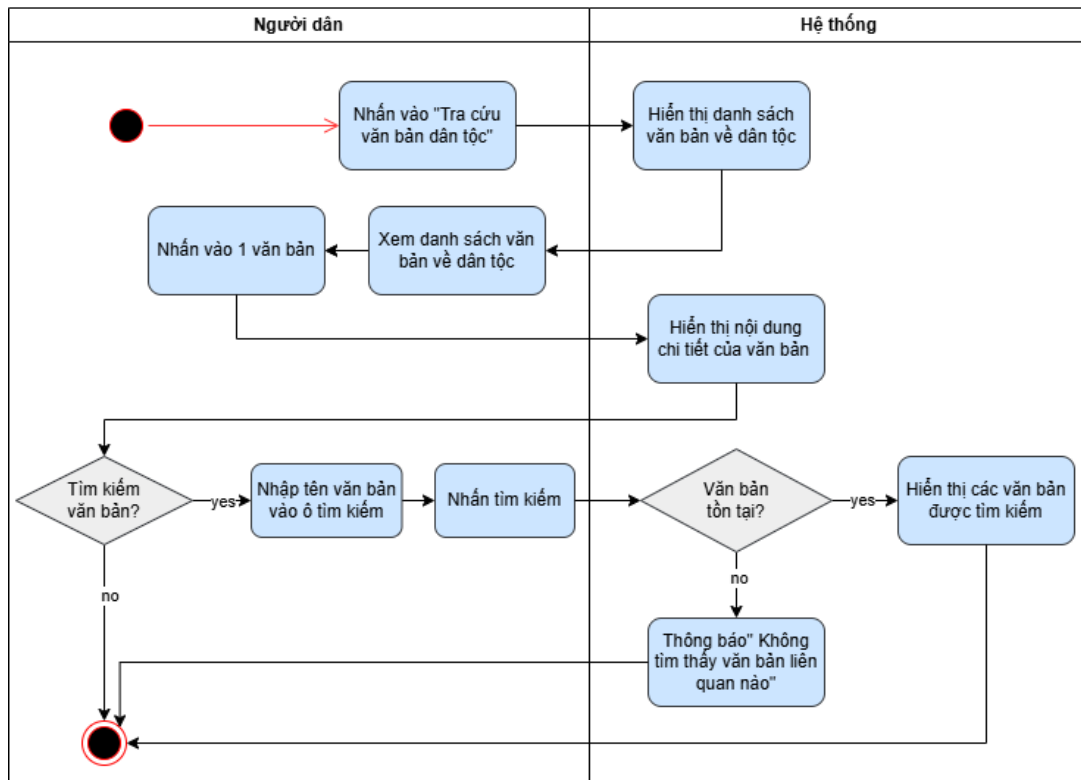 Người dân
Hệ thống
Nhấn vào "Tra cứu
văn bản dân tộc"
Hiển thị danh sách
văn bản về dân tộc
Nhấn vào 1 văn bản
Xem danh sách văn
bản về dân tộc
Hiển thị nội dung
chi tiết của văn bản
Tìm kiếm
văn bản?
yes
Nhập tên văn bản
vào ô tìm kiếm
Nhấn tìm kiếm
Văn bản
tồn tại?
yes
Hiển thị các văn bản
được tìm kiếm
no
no
Thông báo" Không
tìm thấy văn bản liên
quan nào"